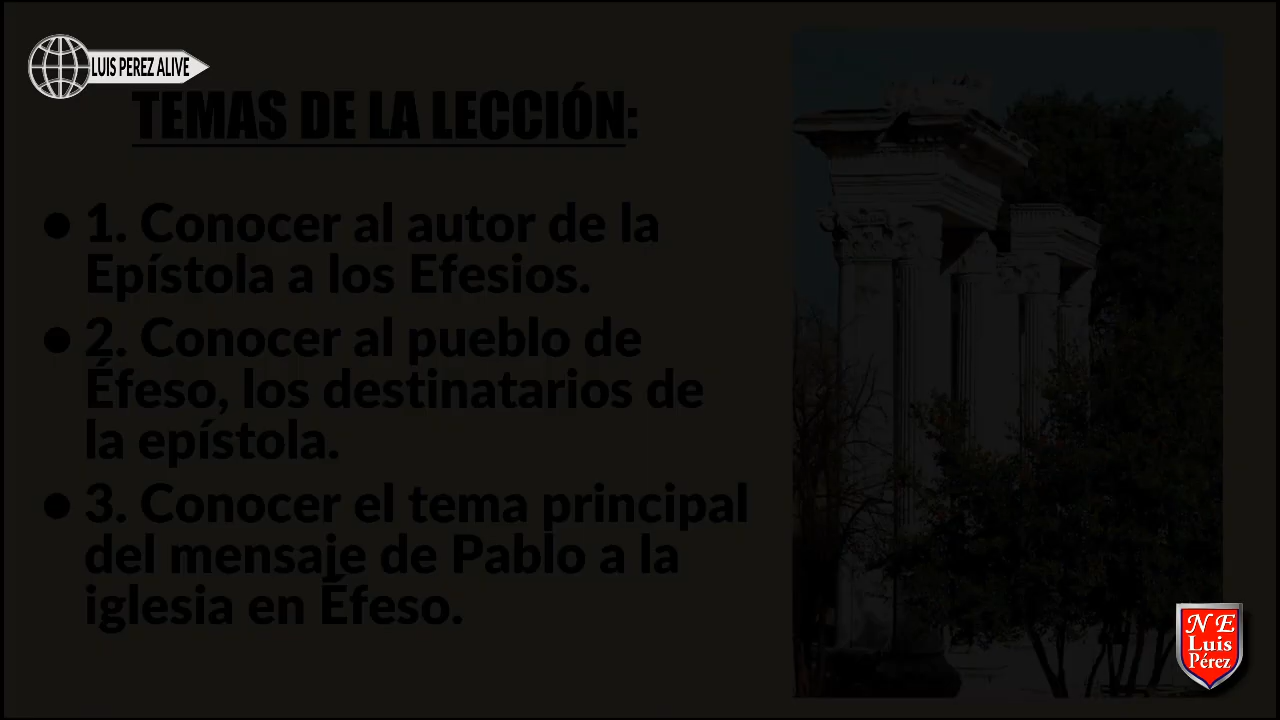 LUIS PEREZ ALIVE
TEMAS DE LA LECCIÓN:
● 1. Conocer al autor de la
Epístola a los Efesios.
● 2. Conocer al pueblo de
Éfeso, los destinatarios de
la epístola.
● 3. Conocer el tema principal
del mensaje de Pablo a la
iglesia en Éfeso.
N E
Luis
Pérez